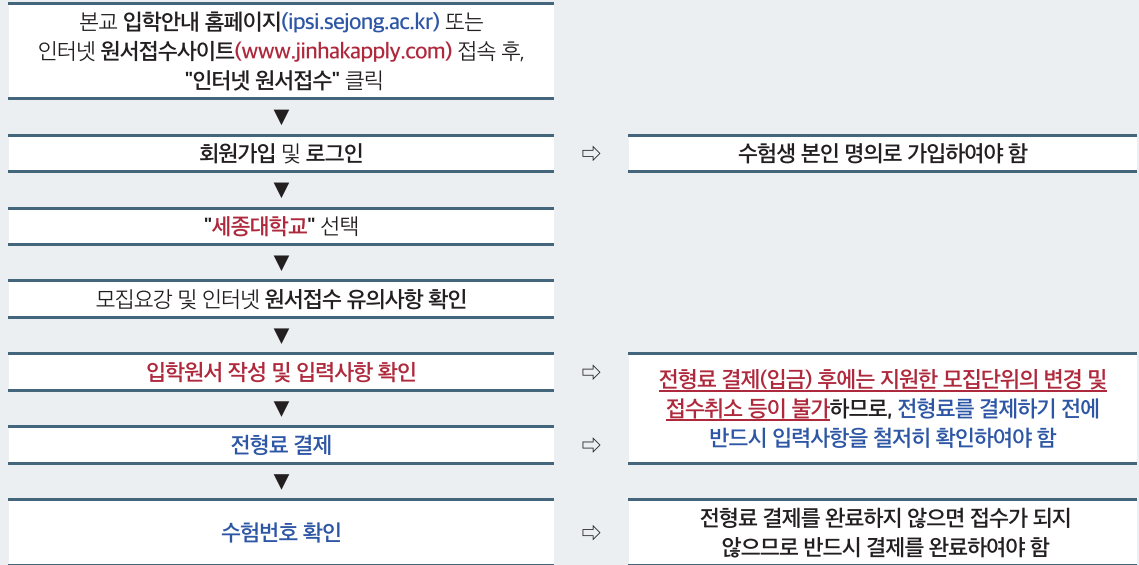 본교 입학안내 홈페이지(ipsi.sejong.ac.kr) 또는
인터넷 원서접수사이트(www.jinhakapply.com) 접속 후,
"인터넷 원서접수" 클릭
▼
회원가입 및 로그인 ⇨ 수험생 본인 명의로 가입하여야 함
▼
"세종대학교" 선택
▼
모집요강 및 인터넷 원서접수 유의사항 확인
▼
입학원서 작성 및 입력사항 확인 ⇨
▼
전형료 결제 ⇨
전형료 결제(입금) 후에는 지원한 모집단위의 변경 및
접수취소 등이 불가하므로, 전형료를 결제하기 전에
반드시 입력사항을 철저히 확인하여야 함
▼
수험번호 확인 ⇨
전형료 결제를 완료하지 않으면 접수가 되지
않으므로 반드시 결제를 완료하여야 함